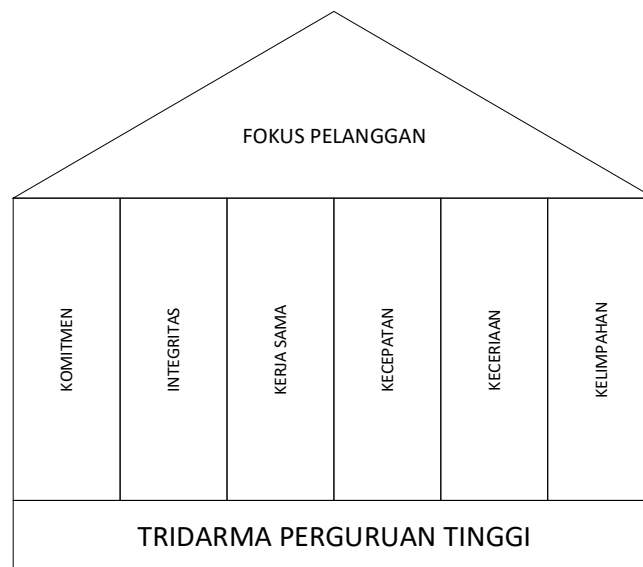 FOKUS PELANGGAN
KOMITMEN
INTEGRITAS
KERJA SAMA
KECEPATAN
KECERIAAN
KELIMPAHAN
TRIDARMA PERGURUAN TINGGI